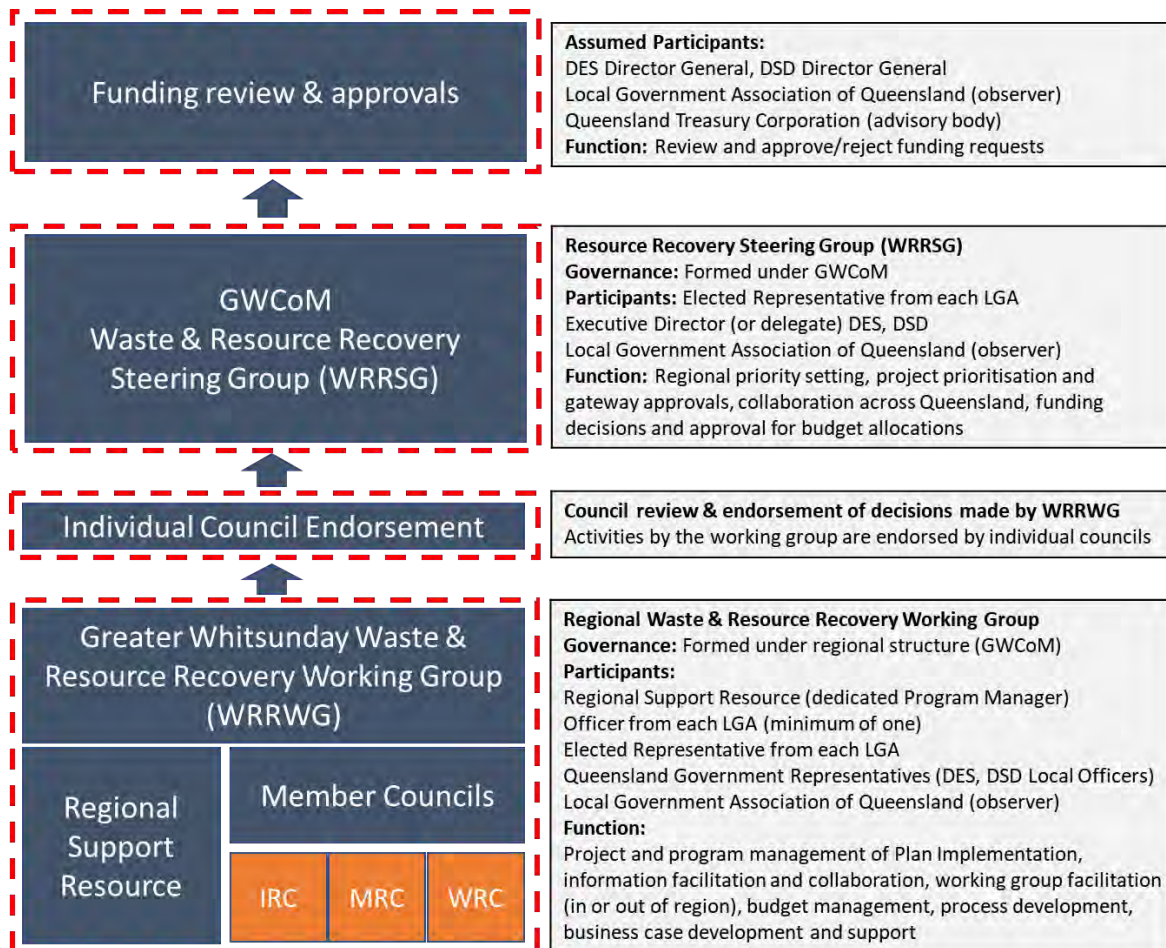 Funding review & approvals
Assumed Participants:
DES Director General, DSD Director General
Local Government Association of Queensland (observer)
Queensland Treasury Corporation (advisory body)
Function: Review and approve/reject funding requests
GWCoM
Waste & Resource Recovery
Steering Group (WRRSG)
Resource Recovery Steering Group (WRRSG)
Governance: Formed under GWCoM
Participants: Elected Representative from each LGA
Executive Director (or delegate) DES, DSD
Local Government Association of Queensland (observer)
Function: Regional priority setting, project prioritisation and
gateway approvals, collaboration across Queensland, funding
decisions and approval for budget allocations
Individual Council Endorsement
Council review & endorsement of decisions made by WRRWG
Activities by the working group are endorsed by individual councils
Greater Whitsunday Waste &
Resource Recovery Working Group
(WRRWG)
Regional
Support
Resource
Member Councils
IRC
MRC
WRC
Regional Waste & Resource Recovery Working Group
Governance: Formed under regional structure (GWCoM)
Participants:
Regional Support Resource (dedicated Program Manager)
Officer from each LGA (minimum of one)
Elected Representative from each LGA
Queensland Government Representatives (DES, DSD Local Officers)
Local Government Association of Queensland (observer)
Function:
Project and program management of Plan Implementation,
information facilitation and collaboration, working group facilitation
(in or out of region), budget management, process development,
business case development and support